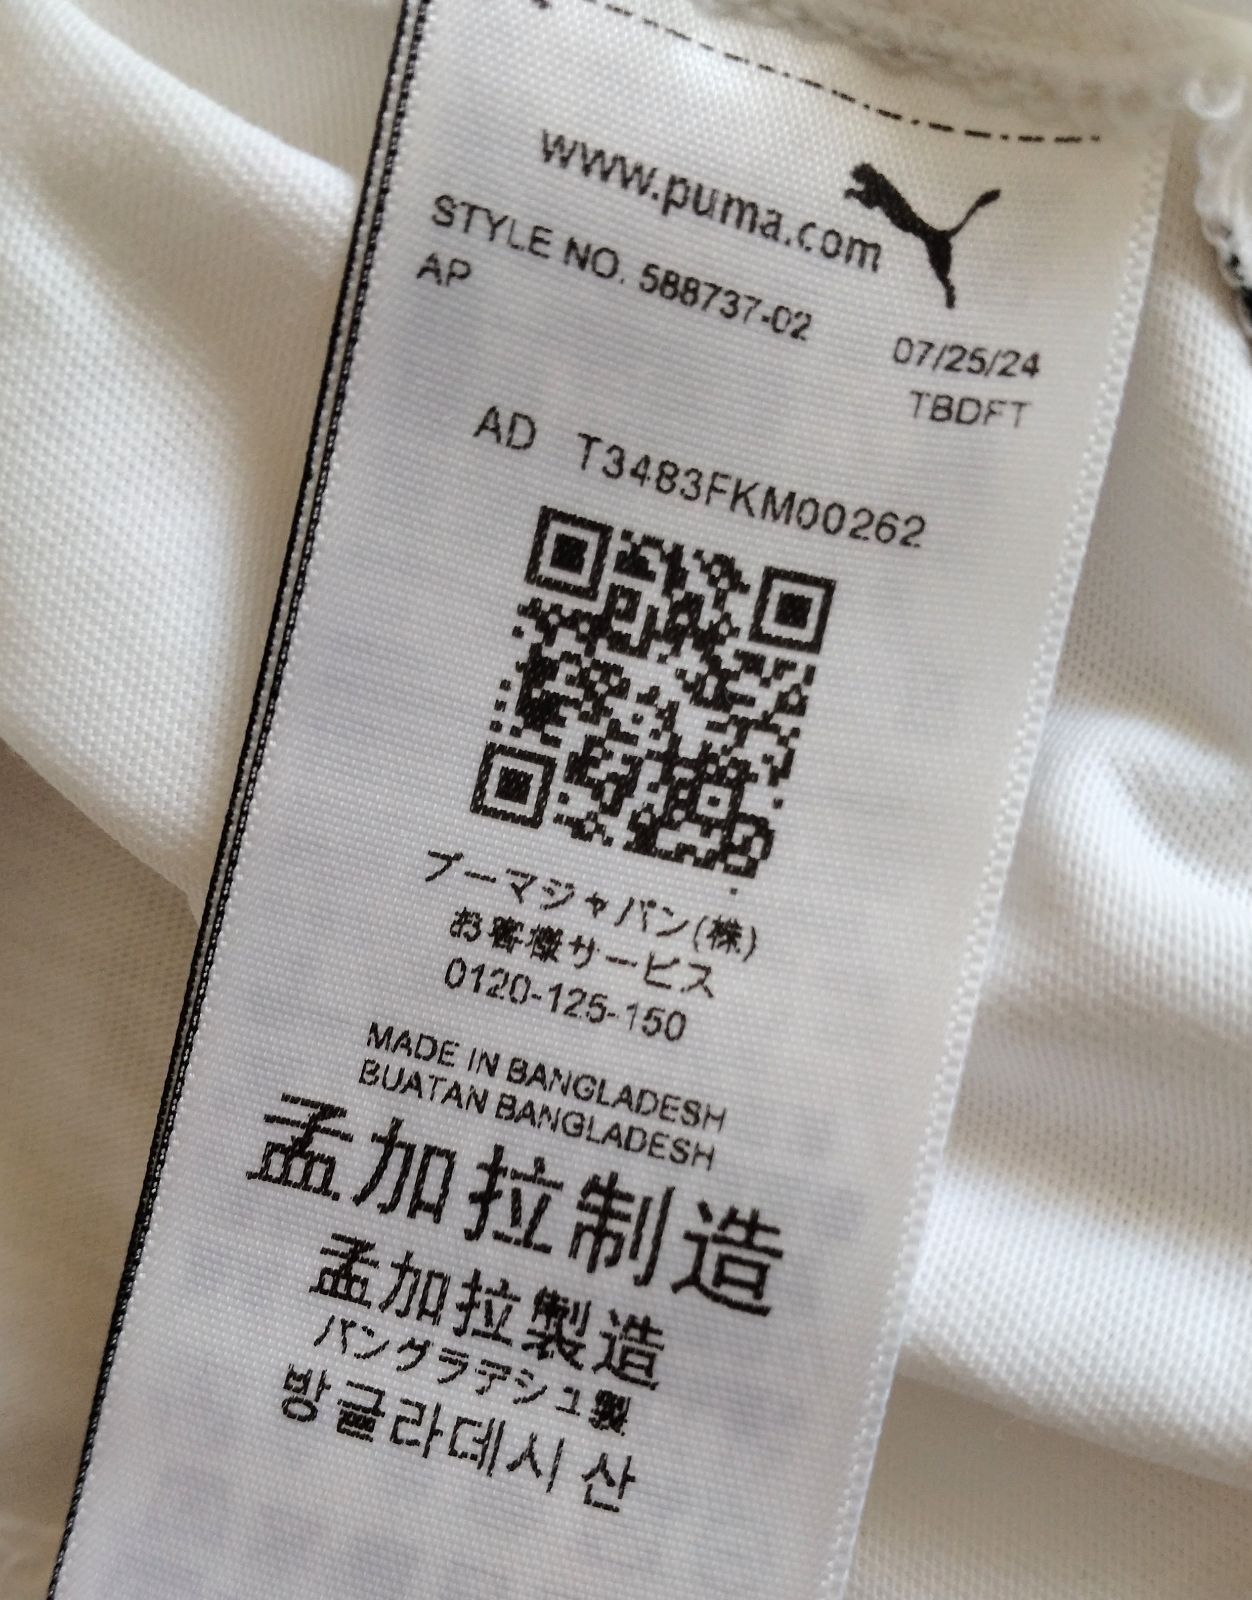 www.puma.com
STYLE NO. 588737-02
AP
07/25/24
TBDFT
AD T3483FKM00262
プーマジャパン(株)
お客様サービス
0120-125-150
MADE IN BANGLADESH
BUATAN BANGLADESH
孟加拉制造
孟加拉製造
バングラデシュ製
방글라데시 산